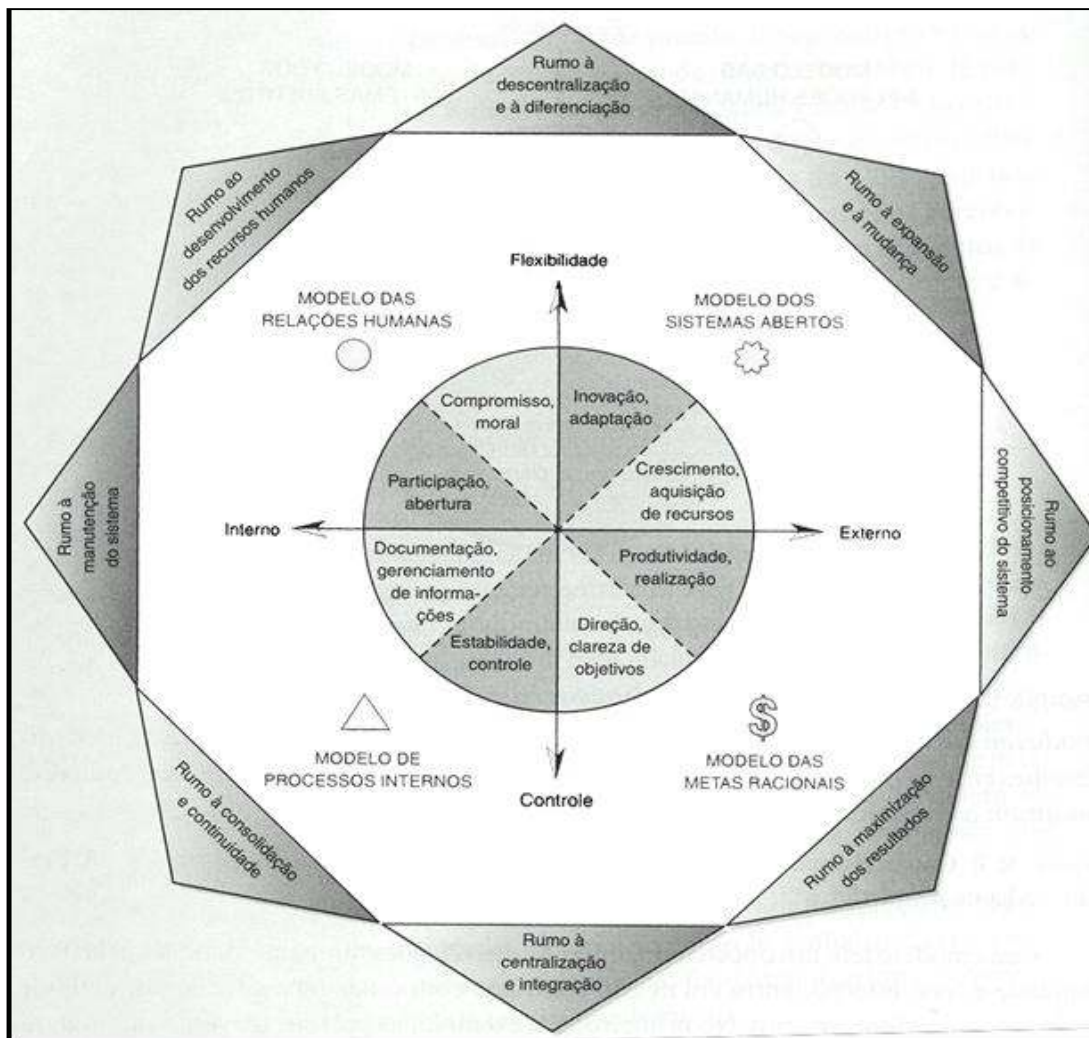 Rumo à
descentralização
e à diferenciação
Rumo ao
desenvolvimento
dos recursos humanos
Rumo à expansão
e à mudança
Flexibilidade
MODELO DAS
RELAÇÕES HUMANAS
MODELO DOS
SISTEMAS ABERTOS
Compromisso,
moral
Inovação,
adaptação
Participação,
abertura
Crescimento,
aquisição
de recursos
Rumo à
manutenção
do sistema
Interno
Externo
Rumo ao
posicionamento
competitivo do sistema
Documentação,
gerenciamento
de informa-
ções
Produtividade,
realização
Estabilidade,
controle
Direção,
clareza de
objetivos
MODELO DE
PROCESSOS INTERNOS
$
MODELO DAS
METAS RACIONAIS
Controle
Rumo à consolidação
e continuidade
Rumo à maximização
dos resultados
Rumo à
centralização
e integração